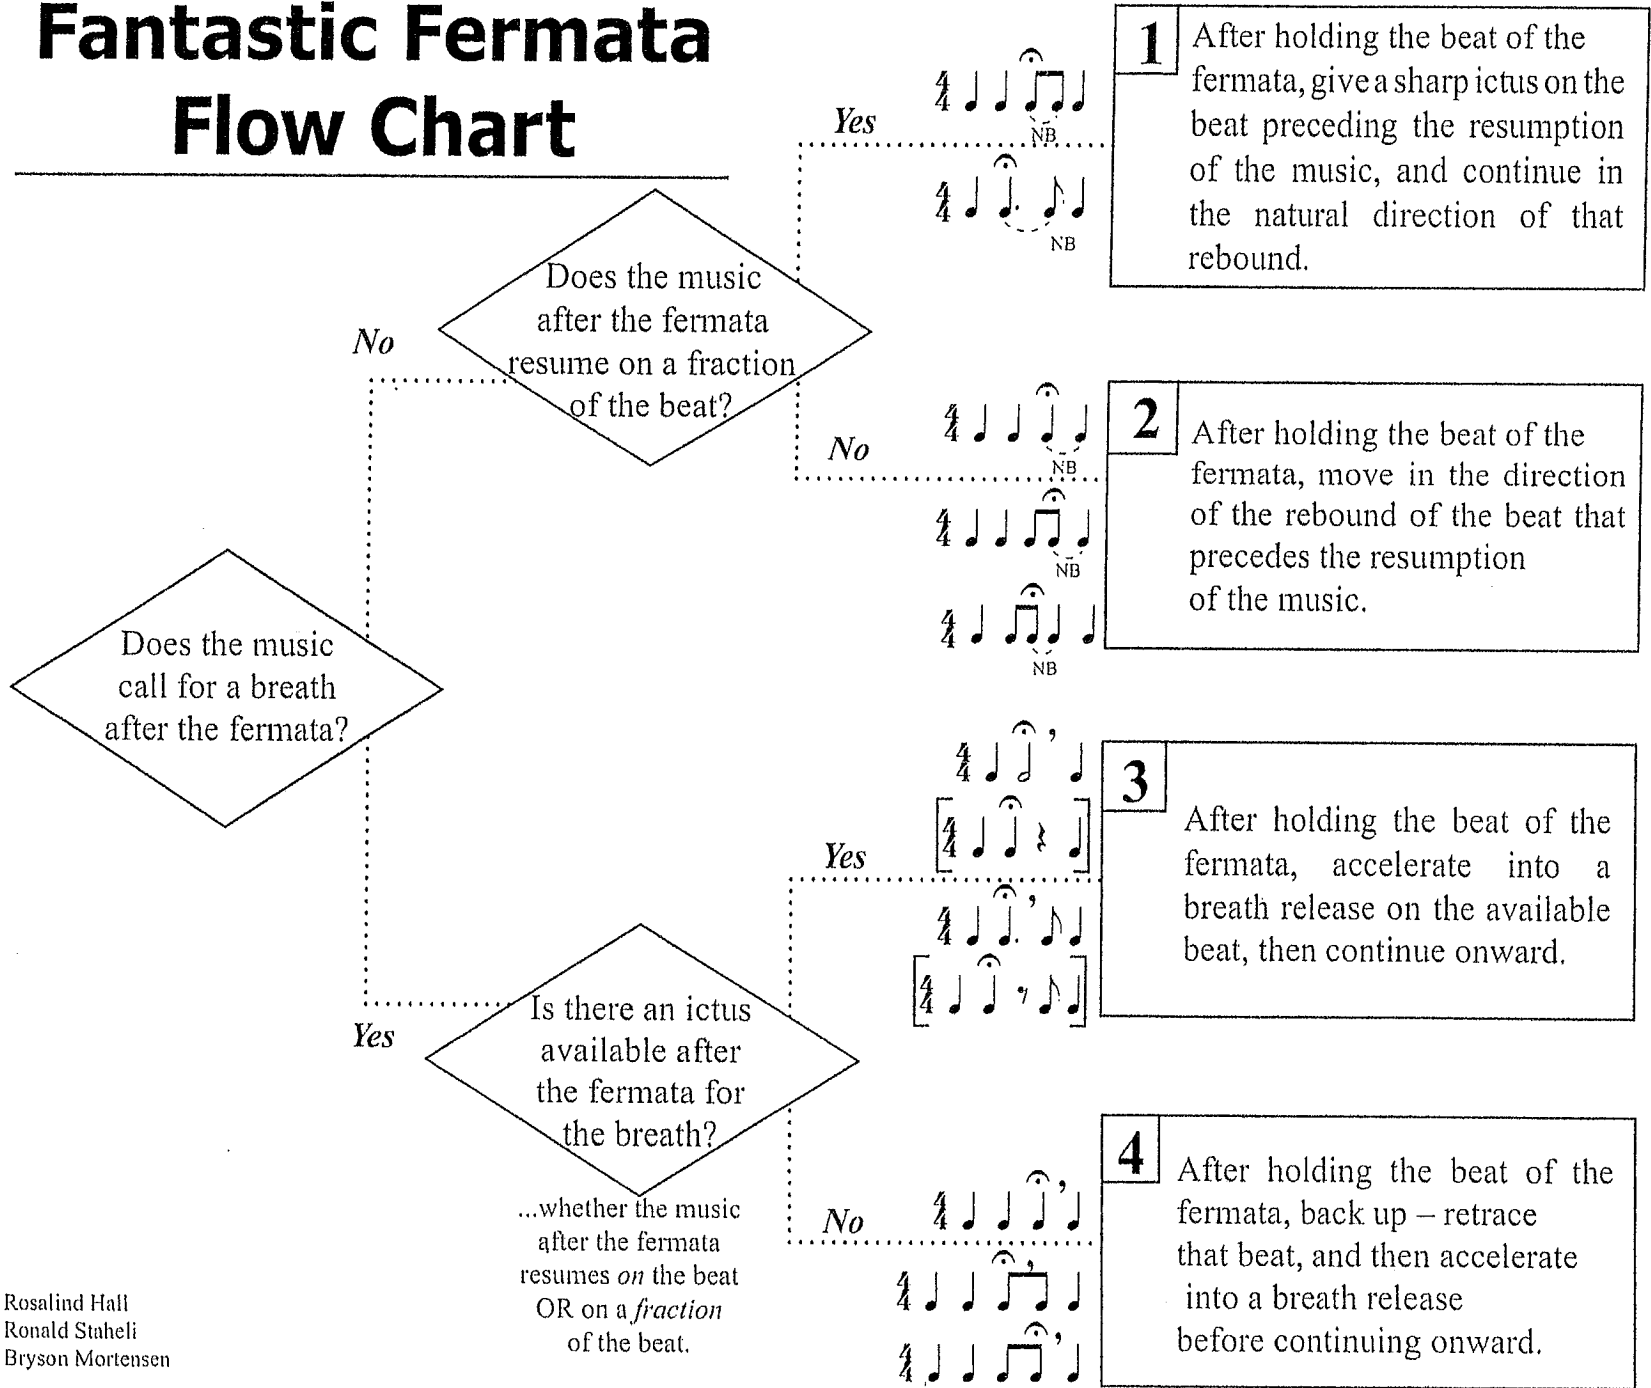 Fantastic Fermata
Flow Chart
Does the music
call for a breath
after the fermata?
No
Does the music
after the fermata
resume on a fraction
of the beat?
Yes
NB
NB
1
After holding the beat of the
fermata, give a sharp ictus on the
beat preceding the resumption
of the music, and continue in
the natural direction of that
rebound.
No
NB
NB
NB
2
After holding the beat of the
fermata, move in the direction
of the rebound of the beat that
precedes the resumption
of the music.
Yes
Is there an ictus
available after
the fermata for
the breath?
...whether the music
after the fermata
resumes on the beat
OR on a fraction
of the beat.
Yes
3
After holding the beat of the
fermata, accelerate into a
breath release on the available
beat, then continue onward.
No
4
After holding the beat of the
fermata, back up – retrace
that beat, and then accelerate
into a breath release
before continuing onward.
Rosalind Hall
Ronald Staheli
Bryson Mortensen